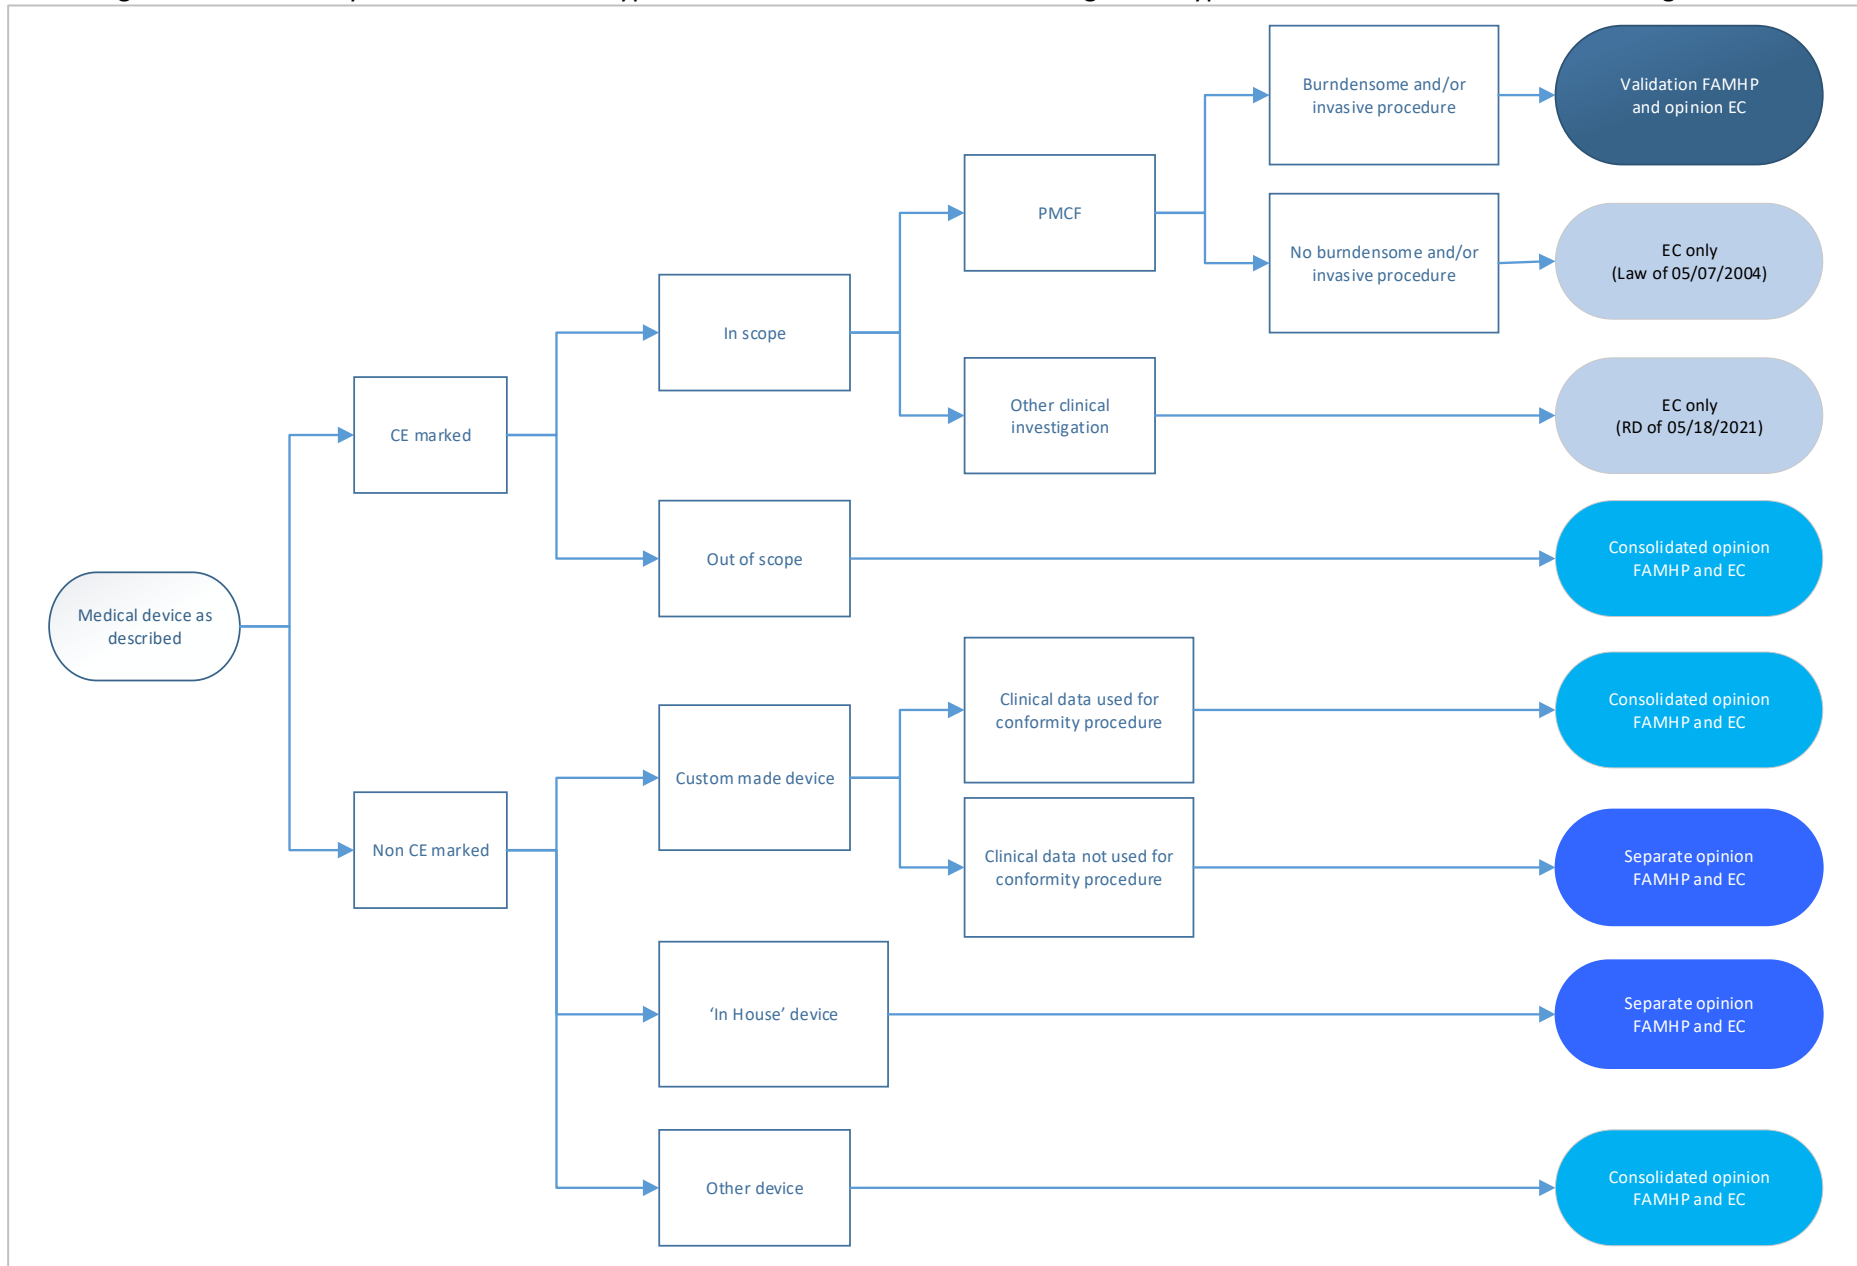 Burndensome and/or
invasive procedure
Validation FAMHP
and opinion EC
PMCF
No burndensome and/or
invasive procedure
EC only
(Law of 05/07/2004)
In scope
Other clinical
investigation
EC only
(RD of 05/18/2021)
CE marked
Out of scope
Consolidated opinion
FAMHP and EC
Medical device as
described
Clinical data used for
conformity procedure
Consolidated opinion
FAMHP and EC
Custom made device
Non CE marked
Clinical data not used for
conformity procedure
Separate opinion
FAMHP and EC
‘In House’ device
Separate opinion
FAMHP and EC
Other device
Consolidated opinion
FAMHP and EC